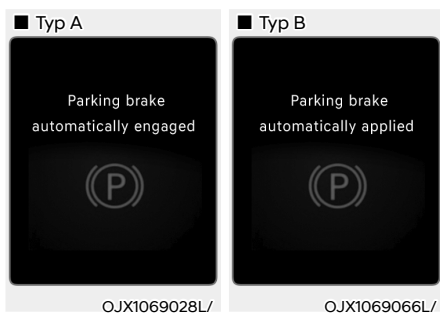 ■ Typ A
Parking brake
automatically engaged
P
OJX1069028L/
■ Typ B
Parking brake
automatically applied
P
OJX1069066L/